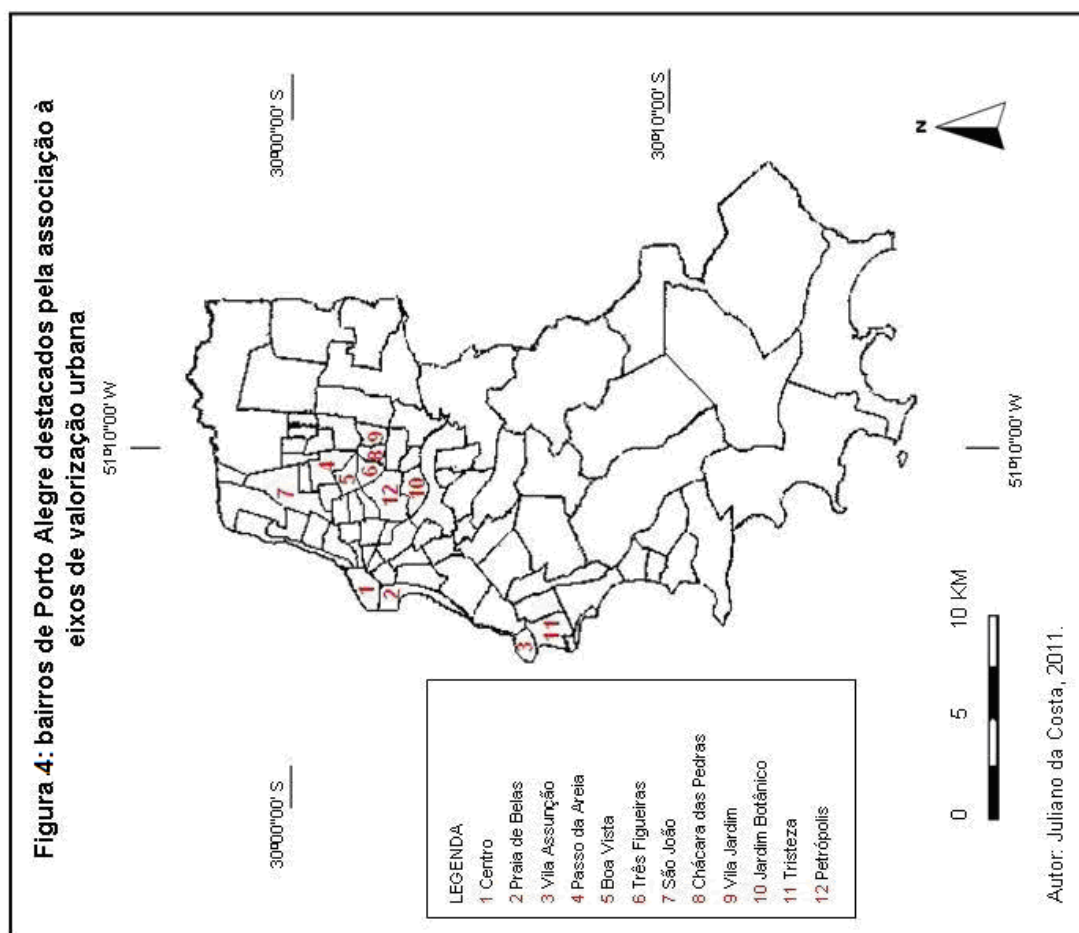 Figura 4: bairros de Porto Alegre destacados pela associação à
eixos de valorização urbana
51º10'00'' W
30º00'00' S
30º00'00' S
7
4
5
6
8
9
12
10
1
2
3
11
30º10'00' S
N
51º10'00'' W
LEGENDA
1 Centro
2 Praia de Belas
3 Vila Assunção
4 Passo da Areia
5 Boa Vista
6 Três Figueiras
7 São João
8 Chácara das Pedras
9 Vila Jardim
10 Jardim Botânico
11 Tristeza
12 Petrópolis
0 5 10 KM
Autor: Juliano da Costa, 2011.